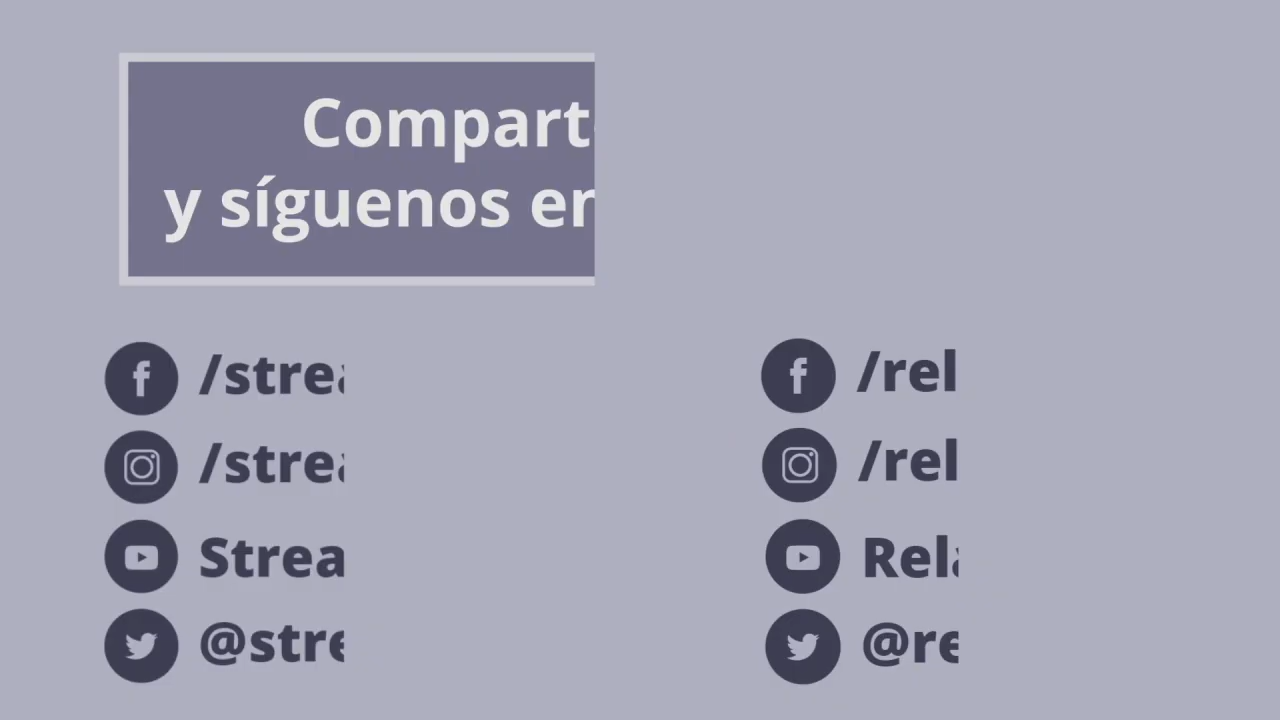 Compart
y síguenos en
/strea
/strea
Strea
@stre
/rel
/rel
Rela
@re